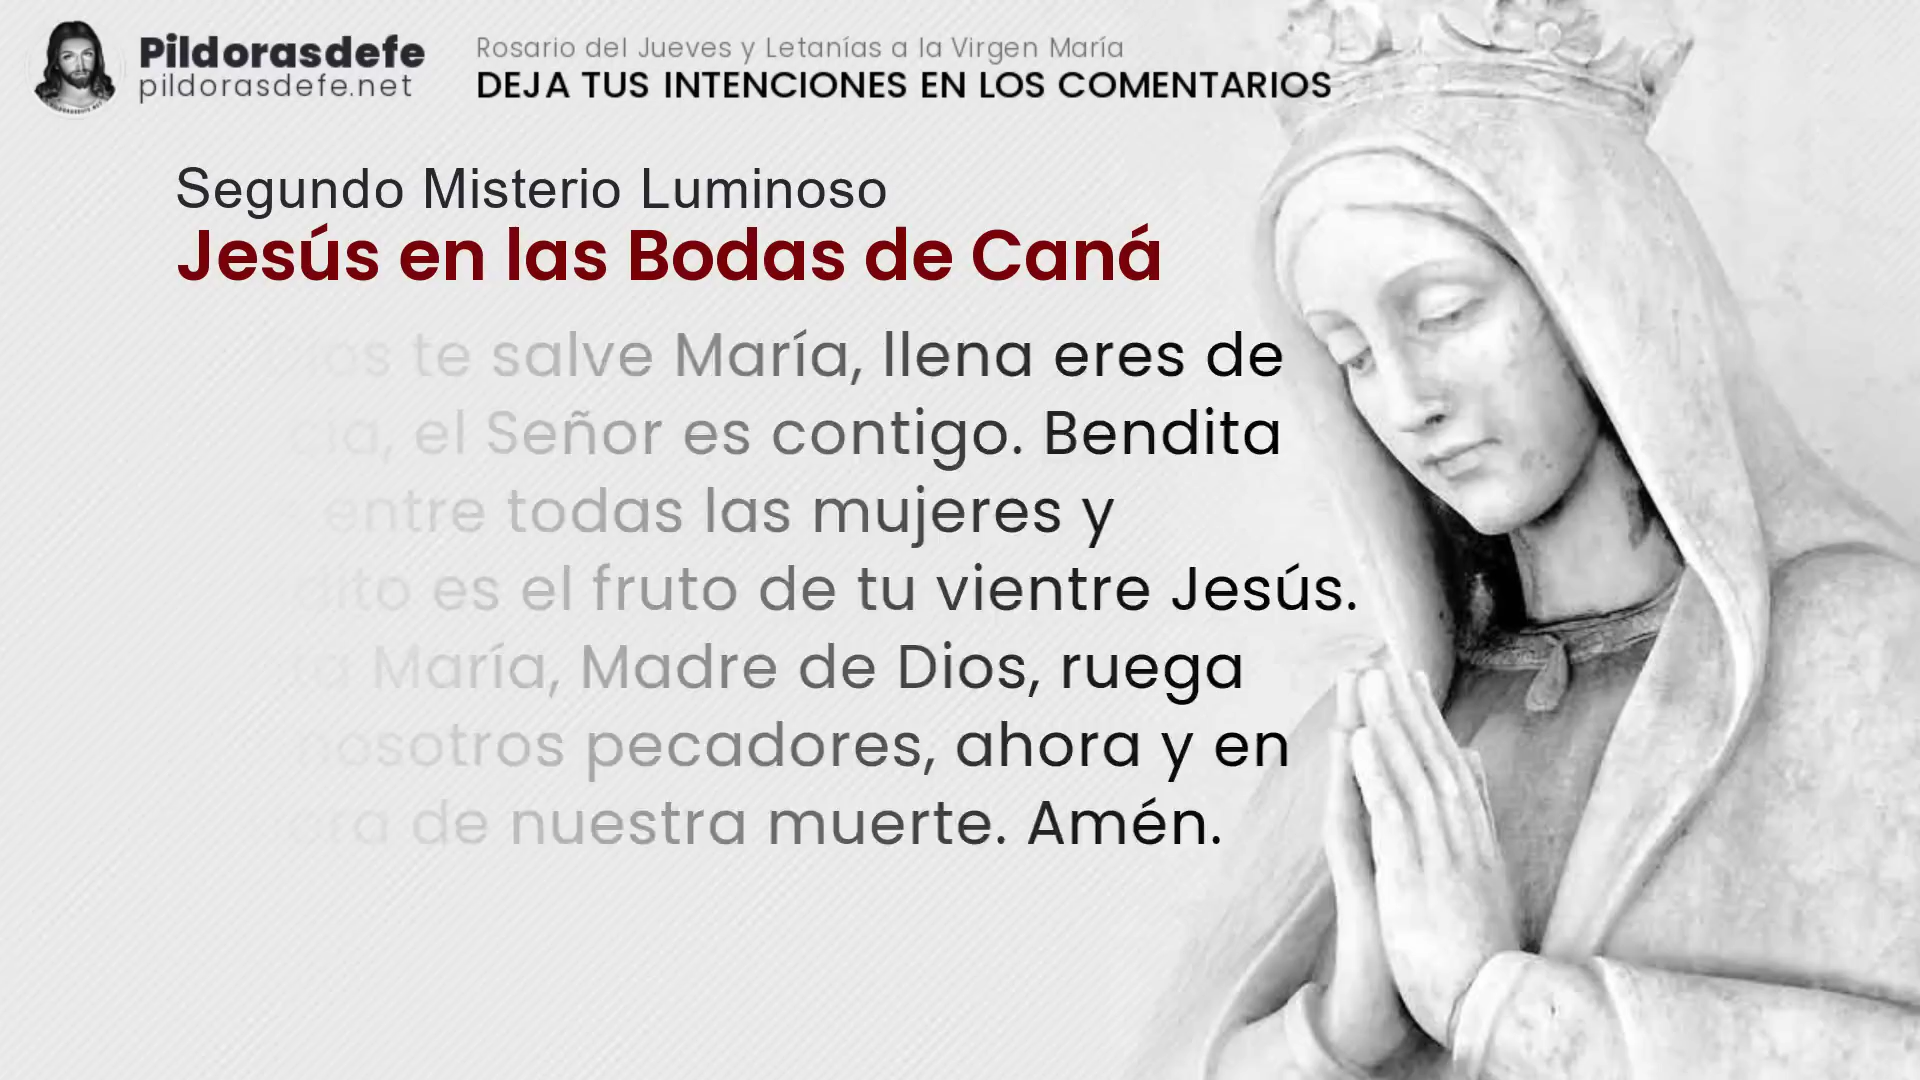 Pildorasdefe
pildorasdefe.net
Rosario del Jueves y Letanías a la Virgen María
DEJA TUS INTENCIONES EN LOS COMENTARIOS
Segundo Misterio Luminoso
Jesús en las Bodas de Caná
te salve María, llena eres de
el Señor es contigo. Bendita
entre todas las mujeres y
es el fruto de tu vientre Jesús.
María, Madre de Dios, ruega
nosotros pecadores, ahora y en
de nuestra muerte. Amén.